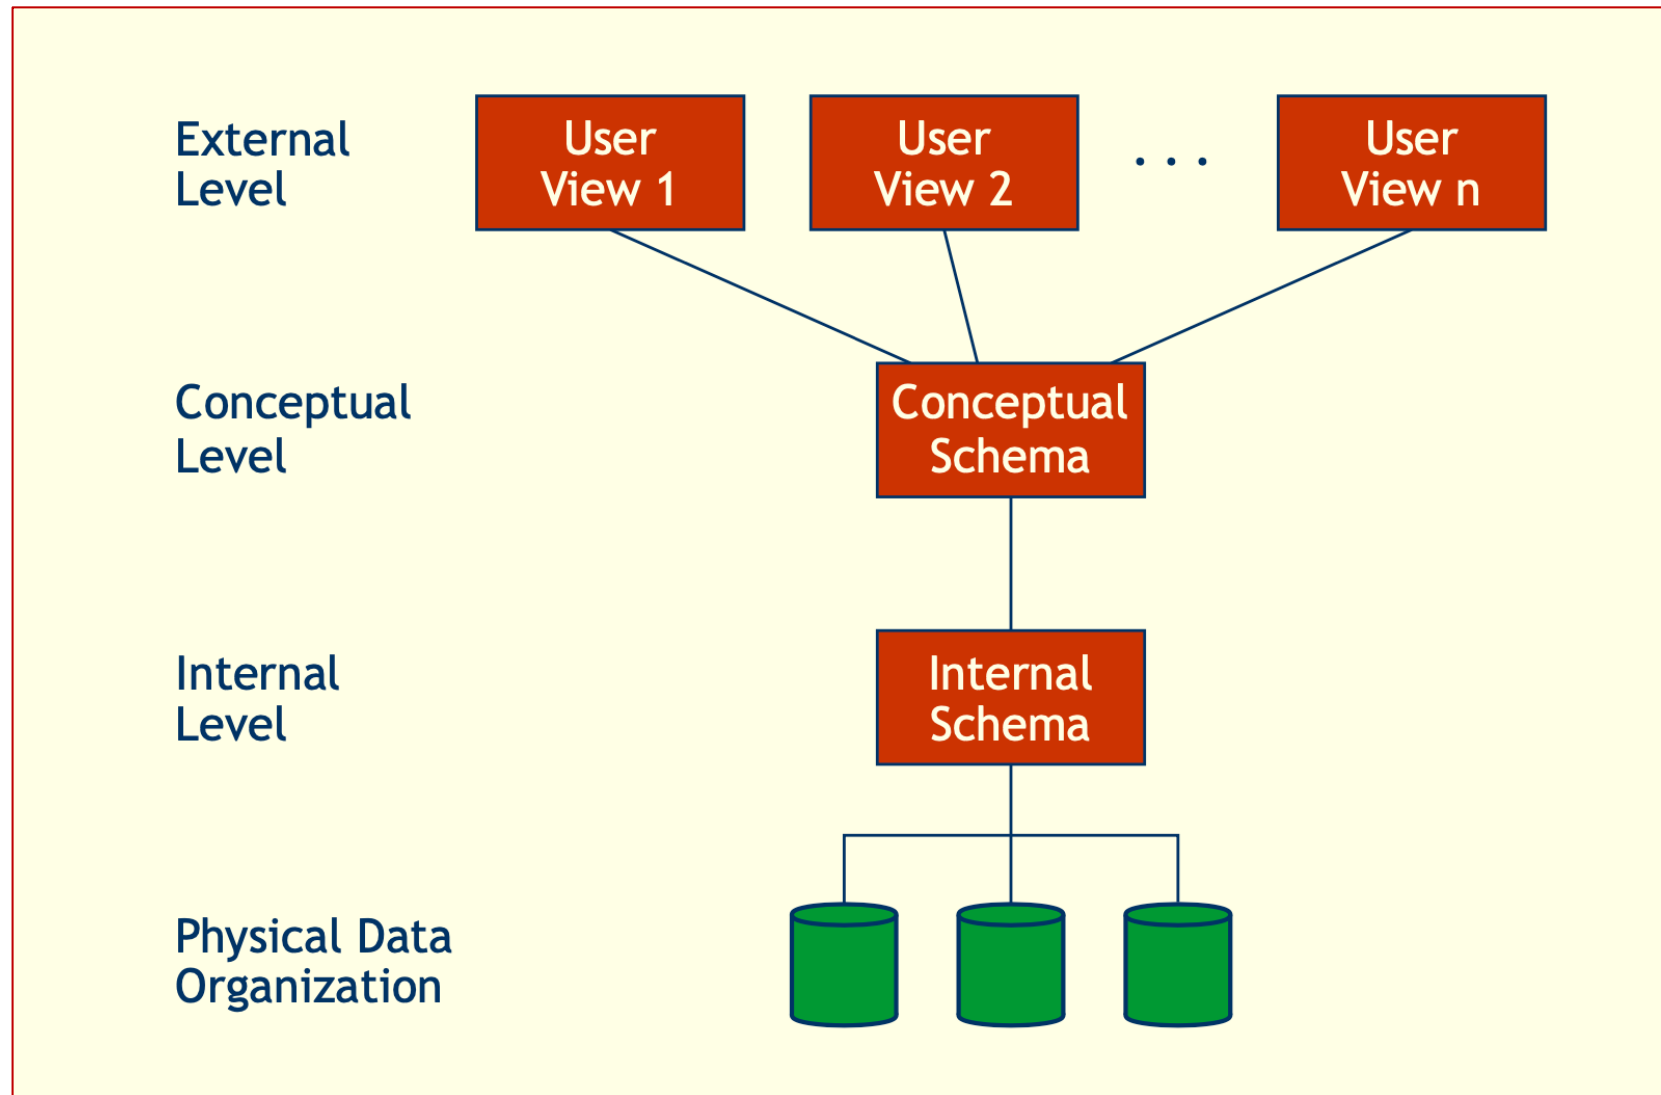 External
Level
User
View 1
User
View 2
. . .
User
View n
Conceptual
Level
Conceptual
Schema
Internal
Level
Internal
Schema
Physical Data
Organization